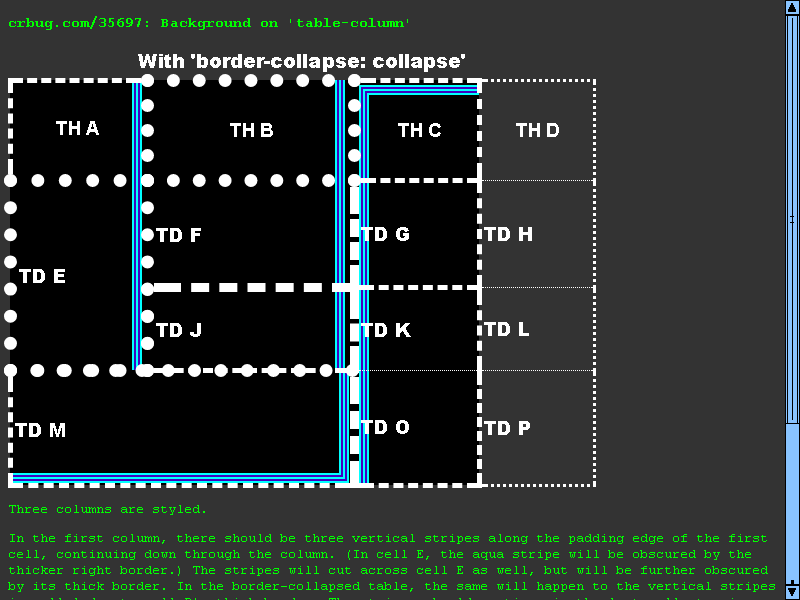 crbug.com/35697: Background on 'table-column'
With 'border-collapse: collapse'
TH A TH B TH C TH D
TD F TD G TD H
TD E
TD J TD K TD L
TD M TD O TD P
Three columns are styled.
In the first column, there should be three vertical stripes along the padding edge of the first
cell, continuing down through the column. (In cell E, the aqua stripe will be obscured by the
thicker right border.) The stripes will cut across cell E as well, but will be further obscured
by its thick border. In the border-collapsed table, the same will happen to the vertical stripes